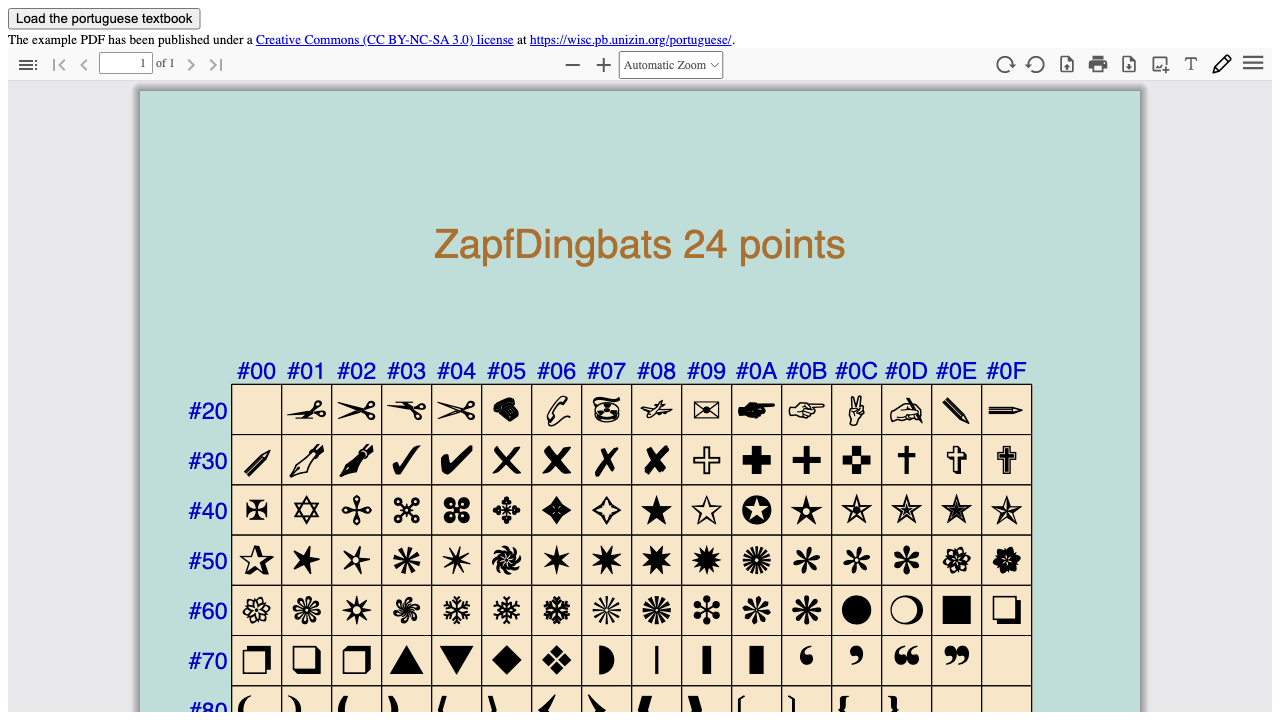 Load the portuguese textbook
The example PDF has been published under a Creative Commons (CC BY-NC-SA 3.0) license at https://wisc.pb.unizin.org/portuguese/.
1 of 1 Automatic Zoom
ZapfDingbats 24 points
#00 #01 #02 #03 #04 #05 #06 #07 #08 #09 #0A #0B #0C #0D #0E #0F
#20
#30
#40
#50
#60
#70
#80